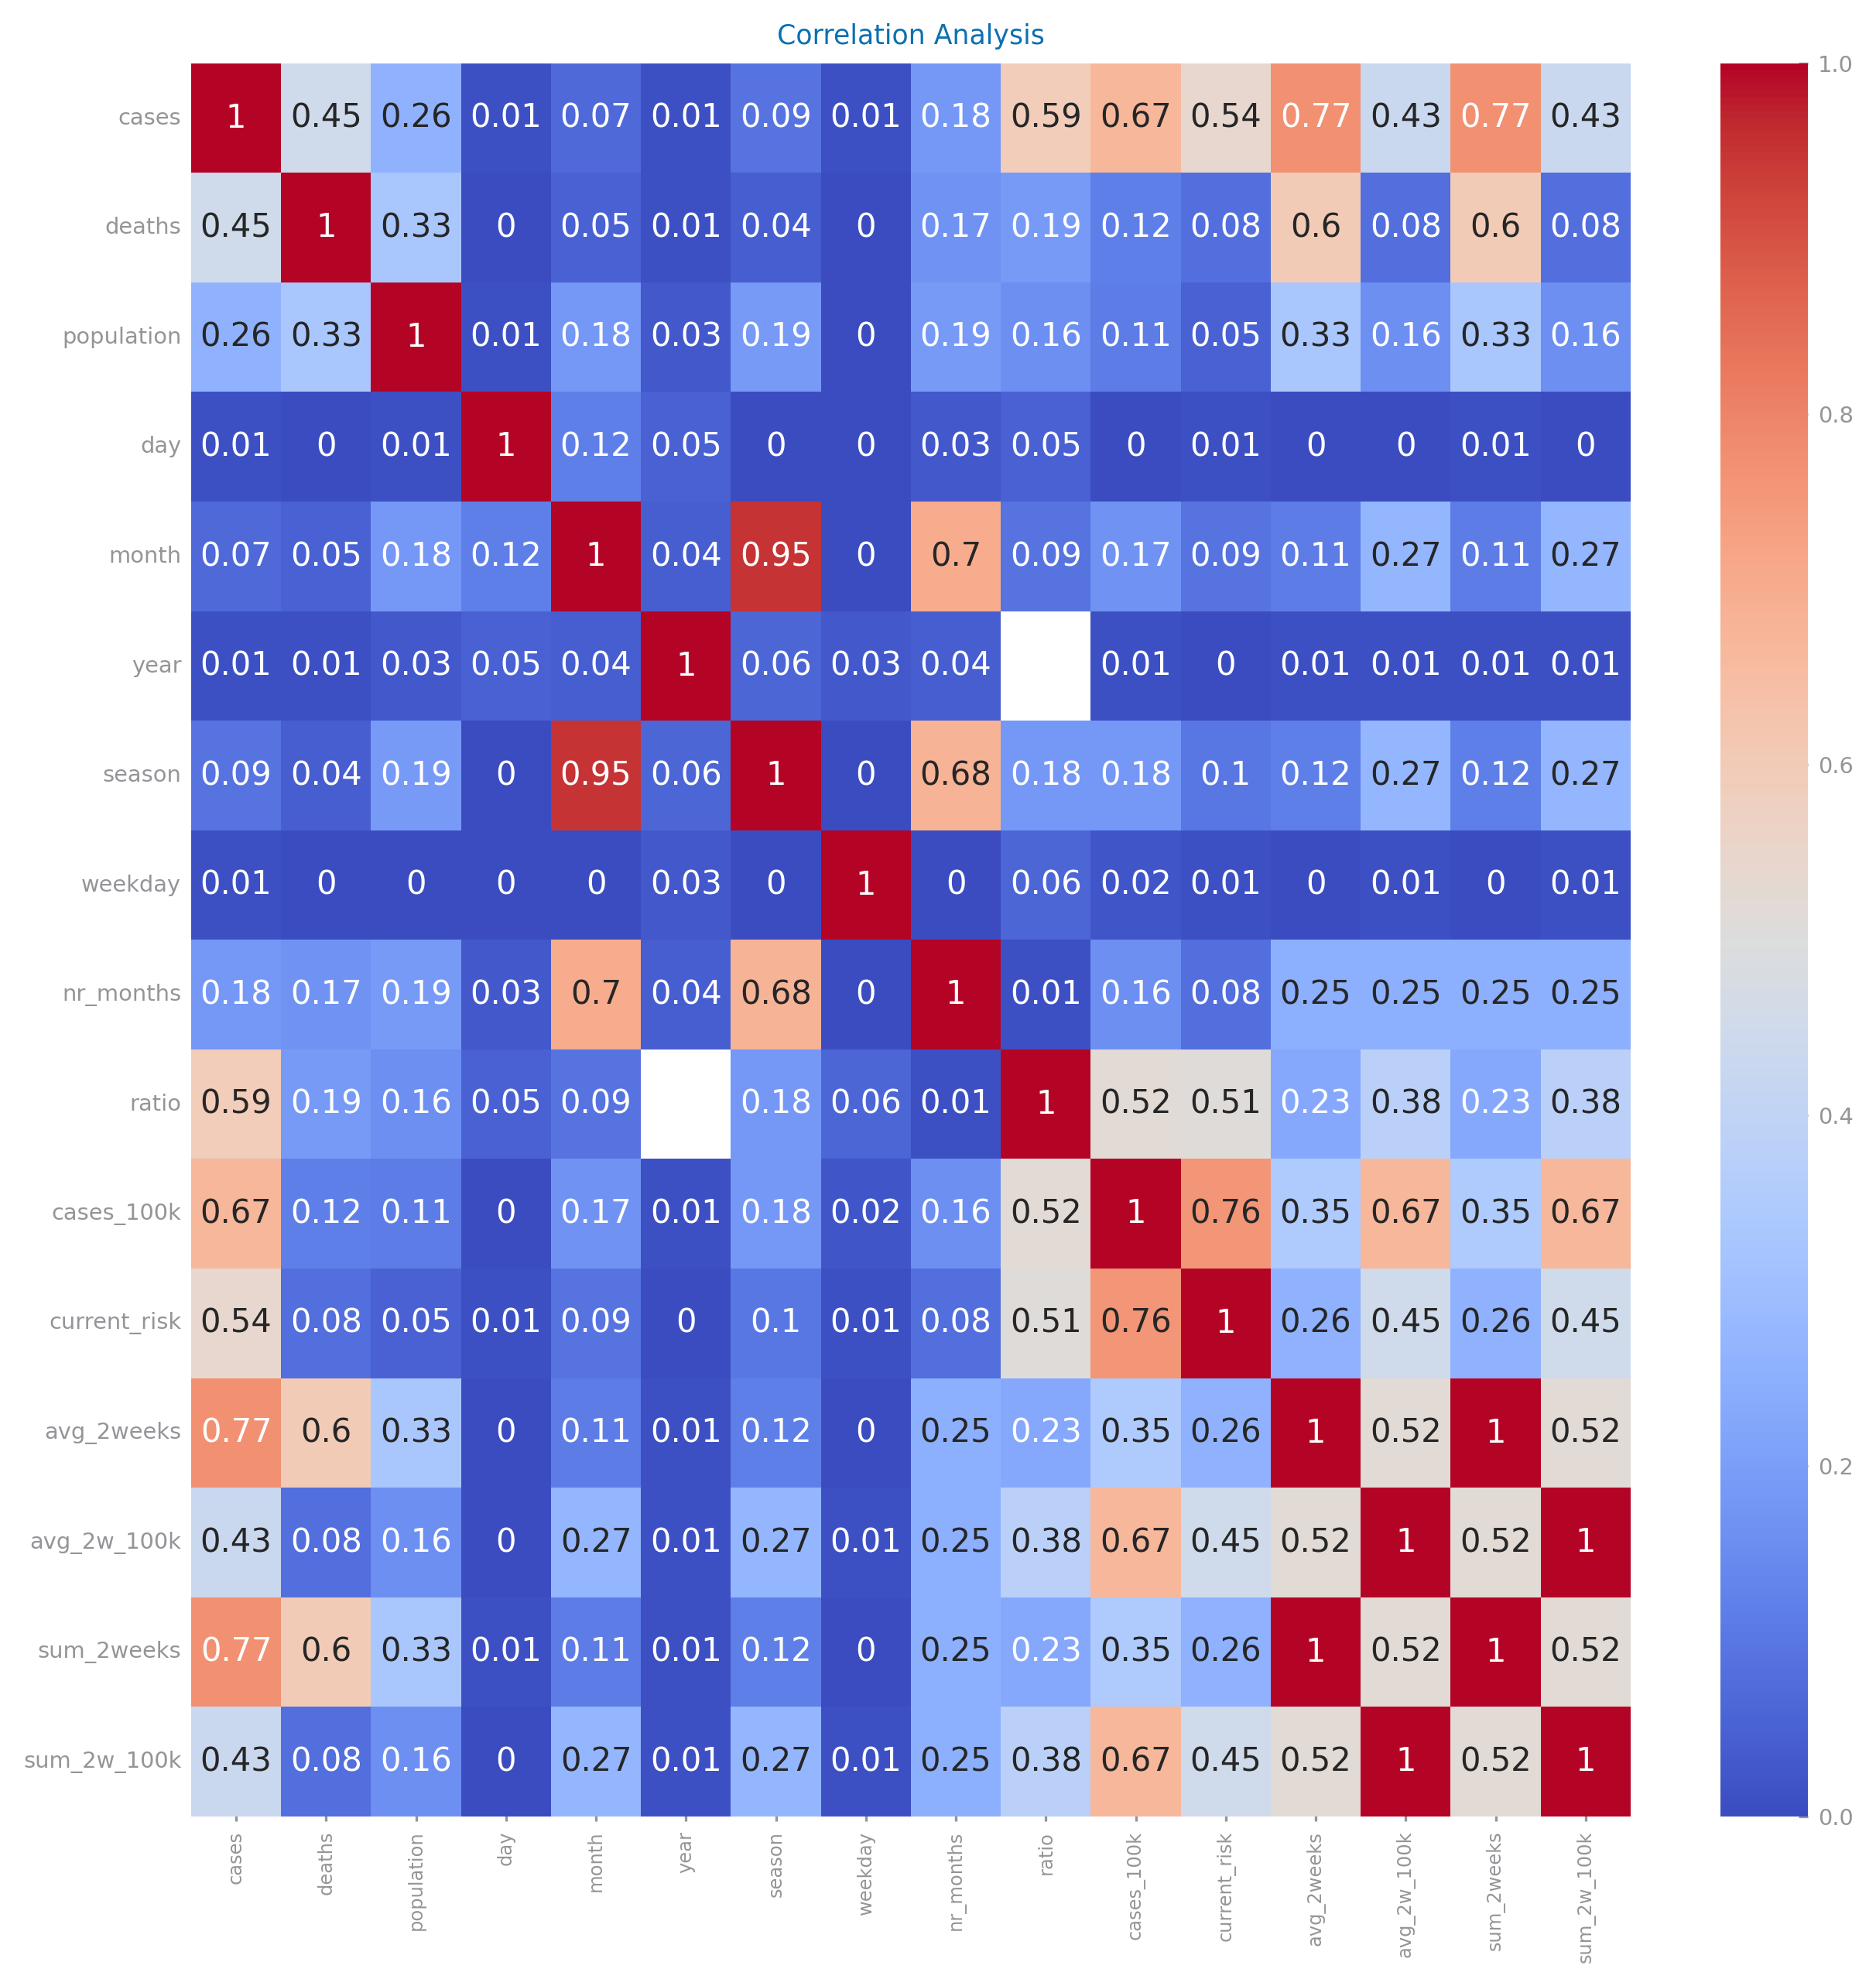 Correlation Analysis
cases 1 0.45 0.26 0.01 0.07 0.01 0.09 0.01 0.18 0.59 0.67 0.54 0.77 0.43 0.77 0.43
deaths 0.45 1 0.33 0 0.05 0.01 0.04 0 0.17 0.19 0.12 0.08 0.6 0.08 0.6 0.08
population 0.26 0.33 1 0.01 0.18 0.03 0.19 0 0.19 0.16 0.11 0.05 0.33 0.16 0.33 0.16
day 0.01 0 0.01 1 0.12 0.05 0 0 0.03 0.05 0 0.01 0 0 0.01 0
month 0.07 0.05 0.18 0.12 1 0.04 0.95 0 0.7 0.09 0.17 0.09 0.11 0.27 0.11 0.27
year 0.01 0.01 0.03 0.05 0.04 1 0.06 0.03 0.04 0.01 0 0.01 0.01 0.01 0.01
season 0.09 0.04 0.19 0 0.95 0.06 1 0 0.68 0.18 0.18 0.1 0.12 0.27 0.12 0.27
weekday 0.01 0 0 0 0 0.03 0 1 0 0.06 0.02 0.01 0 0.01 0 0.01
nr_months 0.18 0.17 0.19 0.03 0.7 0.04 0.68 0 1 0.01 0.16 0.08 0.25 0.25 0.25 0.25
ratio 0.59 0.19 0.16 0.05 0.09 0.18 0.06 0.01 1 0.52 0.51 0.23 0.38 0.23 0.38
cases_100k 0.67 0.12 0.11 0 0.17 0.01 0.18 0.02 0.16 0.52 1 0.76 0.35 0.67 0.35 0.67
current_risk 0.54 0.08 0.05 0.01 0.09 0 0.1 0.01 0.08 0.51 0.76 1 0.26 0.45 0.26 0.45
avg_2weeks 0.77 0.6 0.33 0 0.11 0.01 0.12 0 0.25 0.23 0.35 0.26 1 0.52 1 0.52
avg_2w_100k 0.43 0.08 0.16 0 0.27 0.01 0.27 0.01 0.25 0.38 0.67 0.45 0.52 1 0.52 1
sum_2weeks 0.77 0.6 0.33 0.01 0.11 0.01 0.12 0 0.25 0.23 0.35 0.26 1 0.52 1 0.52
sum_2w_100k 0.43 0.08 0.16 0 0.27 0.01 0.27 0.01 0.25 0.38 0.67 0.45 0.52 1 0.52 1
cases
deaths
population
day
month
year
season
weekday
nr_months
ratio
cases_100k
current_risk
avg_2weeks
avg_2w_100k
sum_2weeks
sum_2w_100k
1.0
0.8
0.6
0.4
0.2
0.0